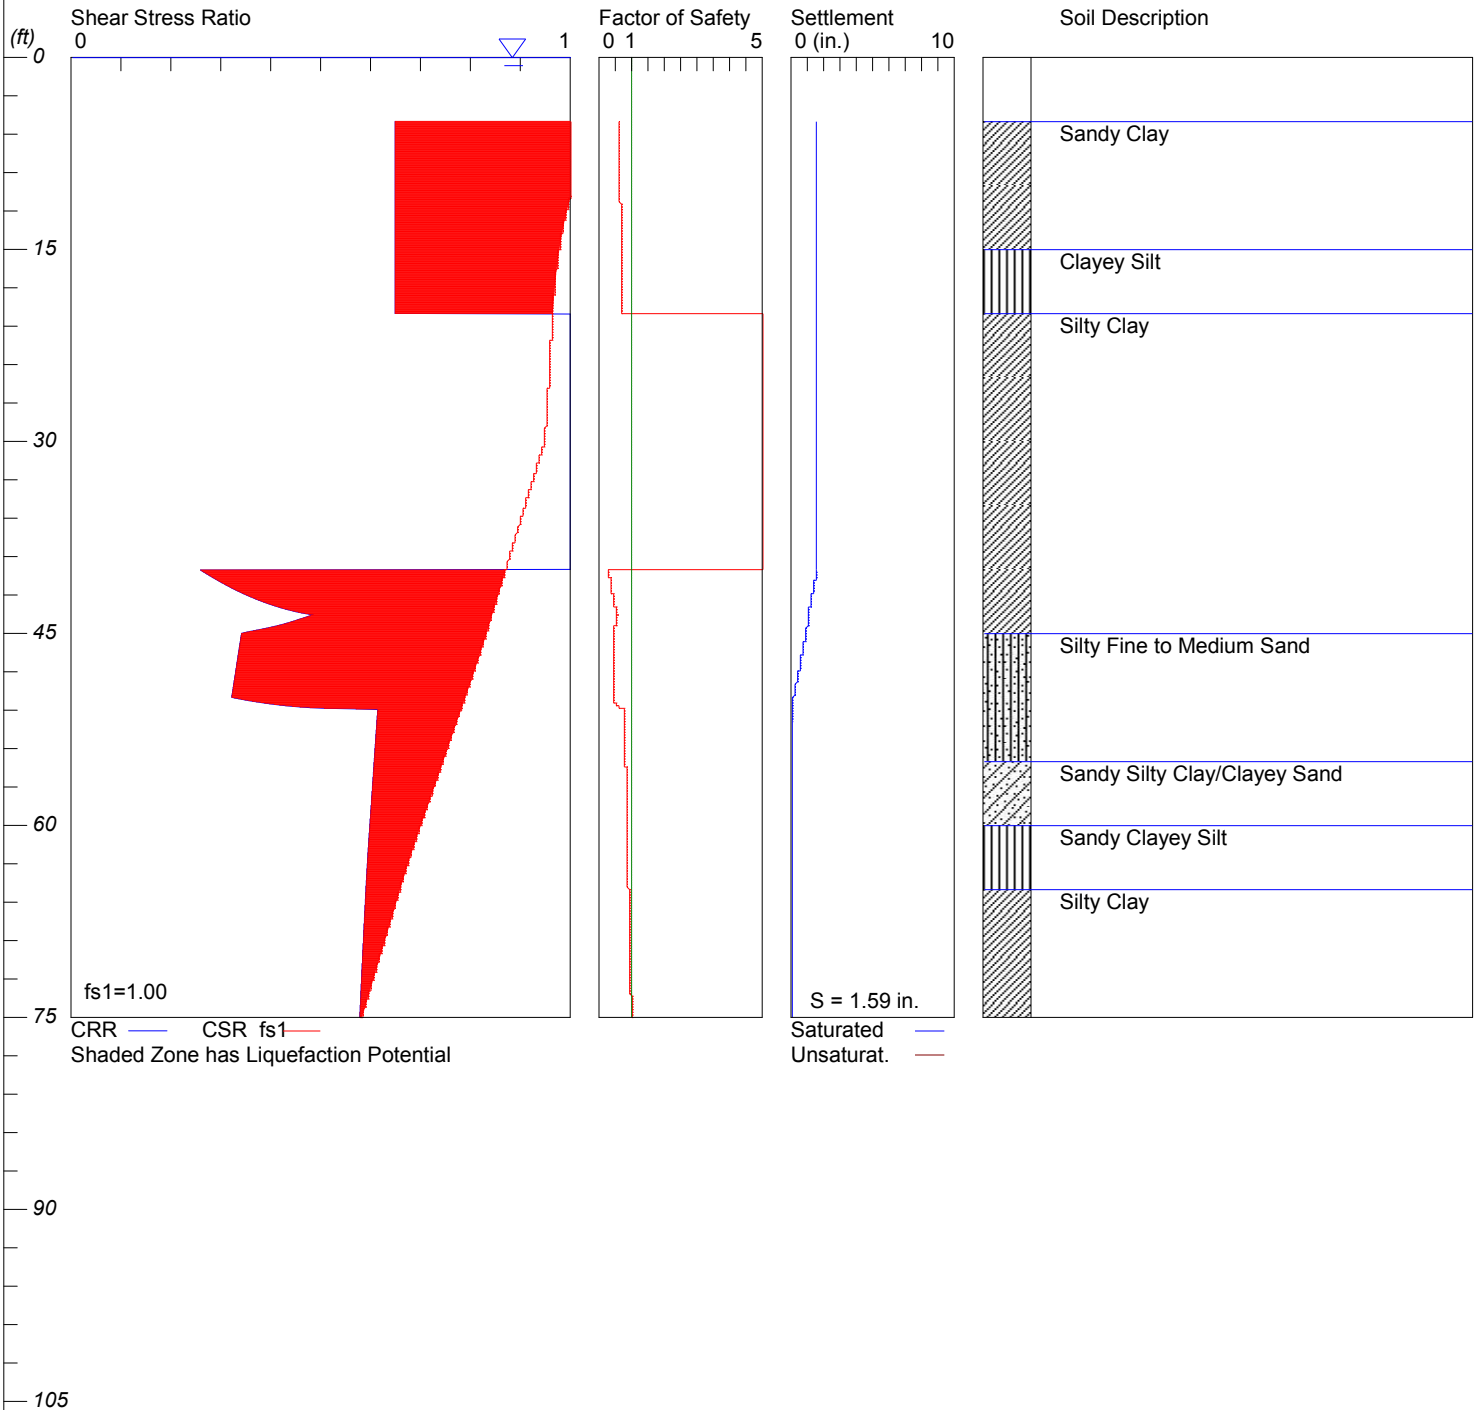 Shear Stress Ratio Factor of Safety Settlement Soil Description
(ft) 0 1 0 1 5 0 (in.) 10
0
Sandy Clay
15
Clayey Silt
Silty Clay
30
45
Silty Fine to Medium Sand
Sandy Silty Clay/Clayey Sand
60
Sandy Clayey Silt
Silty Clay
fs1=1.00 S = 1.59 in.
75
CRR CSR fs1 Saturated
Shaded Zone has Liquefaction Potential Unsaturat.
90
105